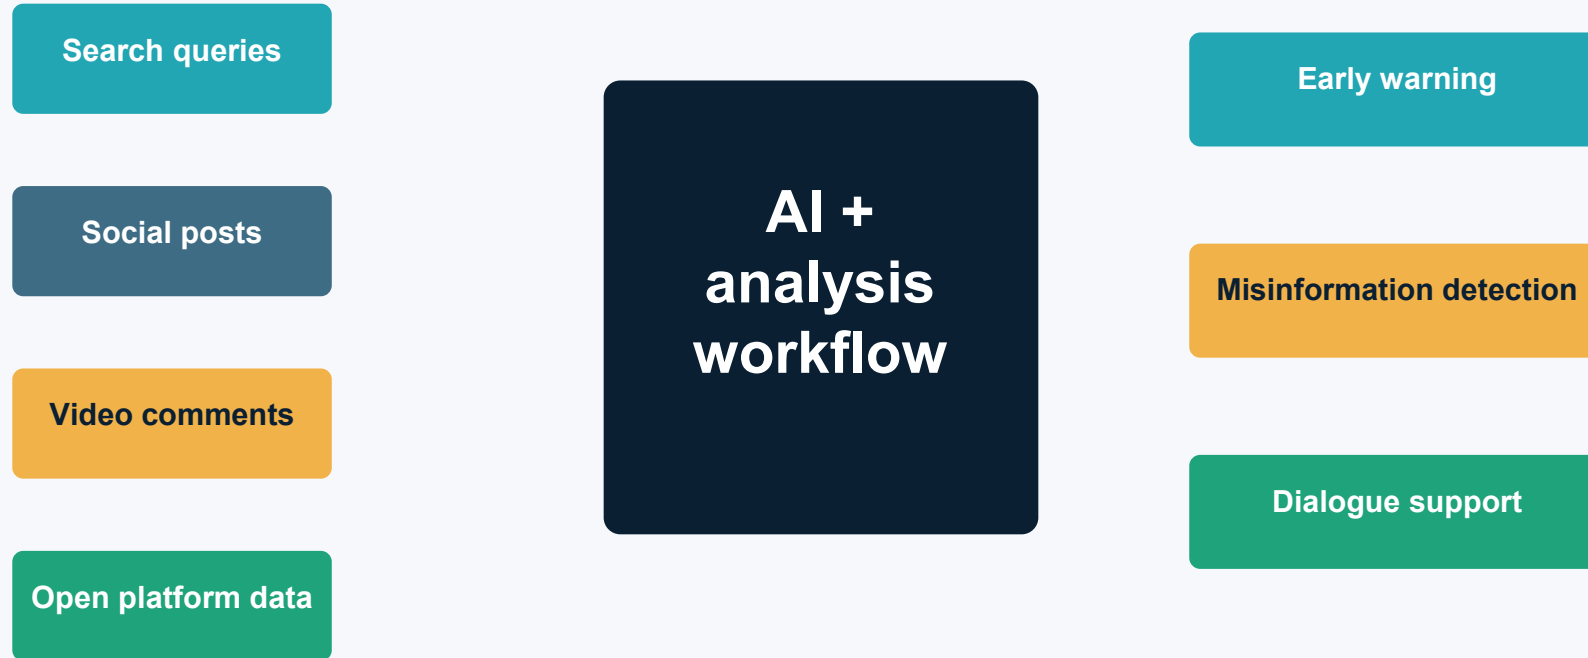 Search queries
Social posts
Video comments
Open platform data
AI +
analysis
workflow
Early warning
Misinformation detection
Dialogue support